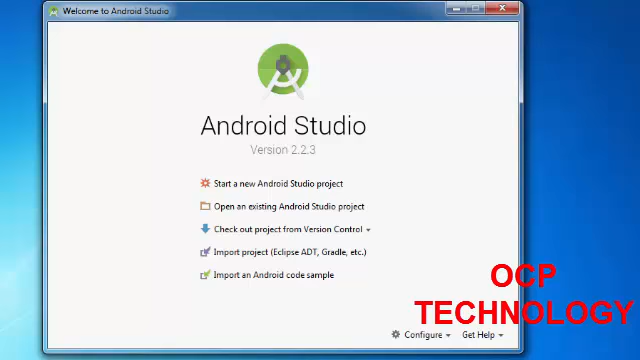 Welcome to Android Studio
Android Studio
Version 2.2.3
Start a new Android Studio project
Open an existing Android Studio project
Check out project from Version Control
Import project (Eclipse ADT, Gradle, etc.)
Import an Android code sample
OCP
TECHNOLOGY
Configure Get Help